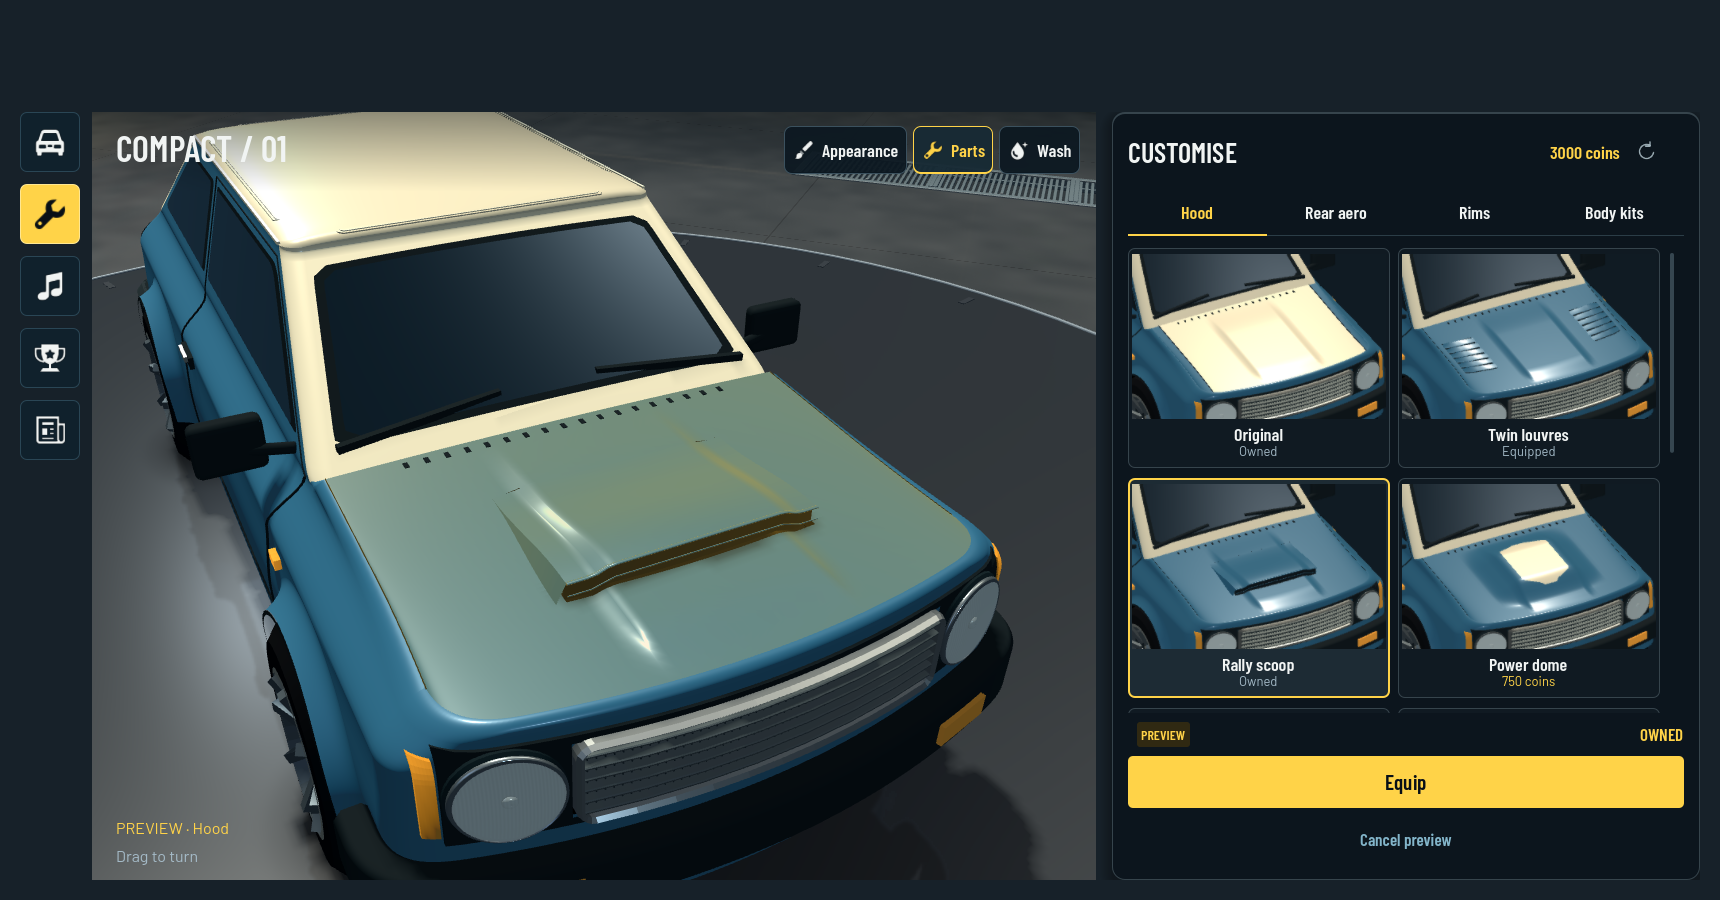 COMPACT / 01
Appearance
Parts
Wash
PREVIEW · Hood
Drag to turn
CUSTOMISE
3000 coins
Hood
Rear aero
Rims
Body kits
Original
Owned
Twin louvres
Equipped
Rally scoop
Owned
Power dome
750 coins
PREVIEW
OWNED
Equip
Cancel preview